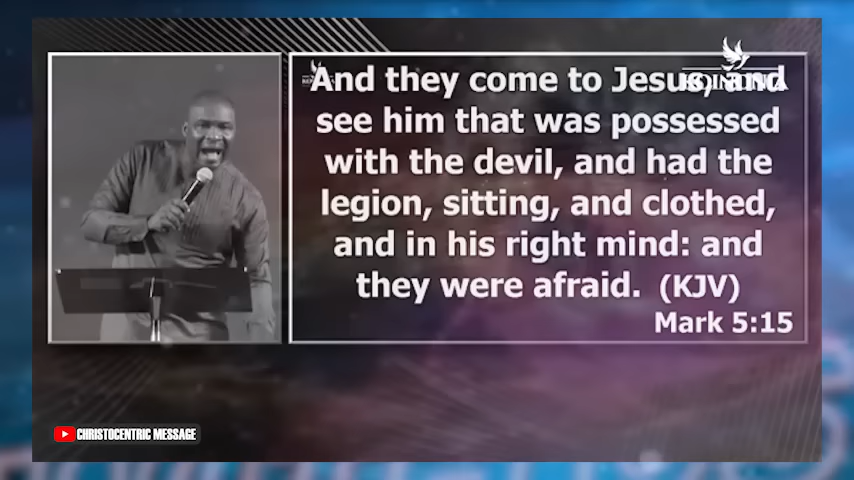 And they come to Jesus, and
see him that was possessed
with the devil, and had the
legion, sitting, and clothed,
and in his right mind: and
they were afraid. (KJV)
Mark 5:15
KOINONIA
CHRISTOCENTRIC MESSAGE